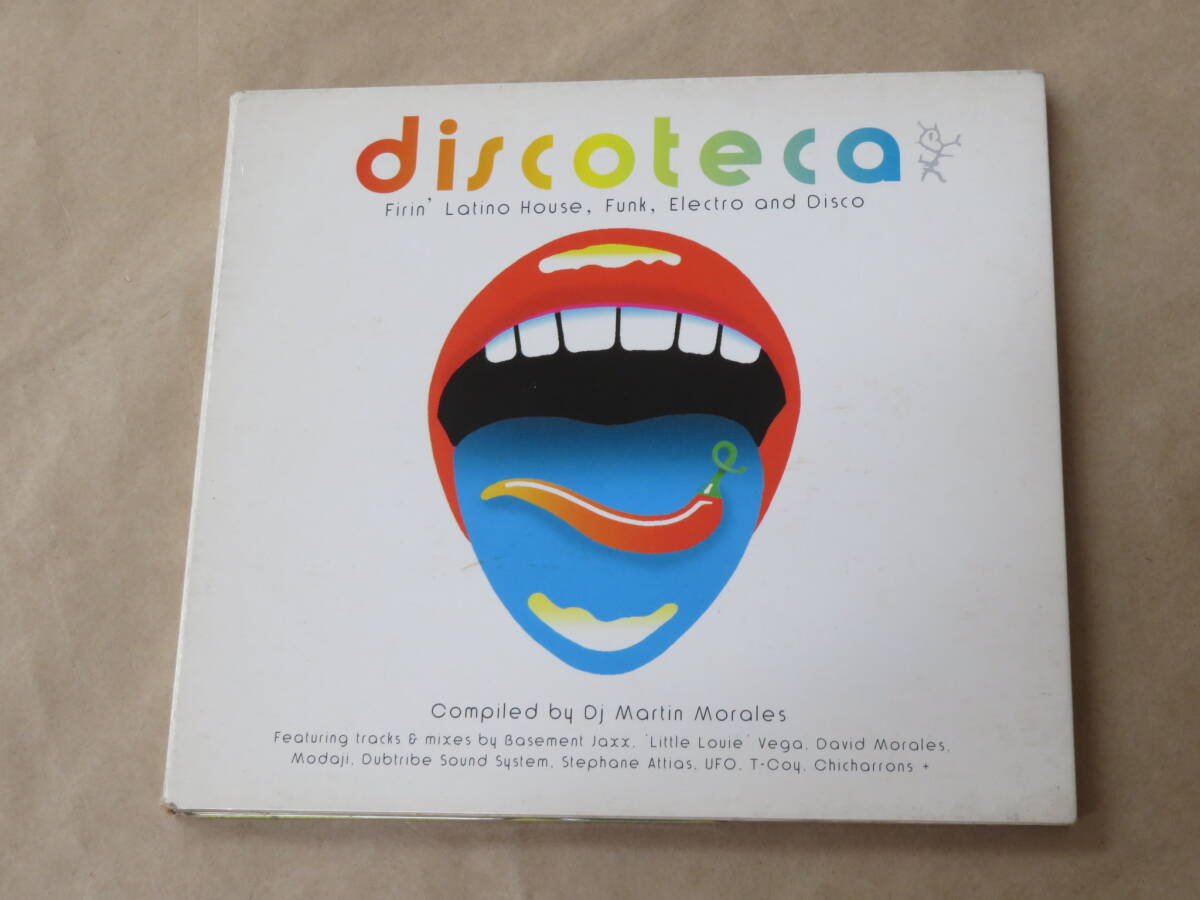 discoteca
Firin' Latino House, Funk, Electro and Disco
Compiled by Dj Martin Morales
Featuring tracks & mixes by Basement Jaxx, 'Little Louie' Vega, David Morales,
Modaji, Dubtribe Sound System, Stephane Attias, UFO, T-Coy, Chicharrons +